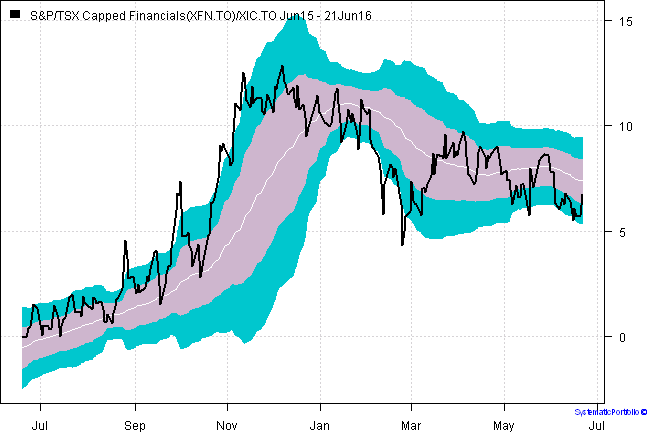 S&P/TSX Capped Financials(XFN.TO)/XIC.TO Jun15 - 21Jun16
15
10
5
0
SystematicPortfolio ©
Jul Sep Nov Jan Mar May Jul